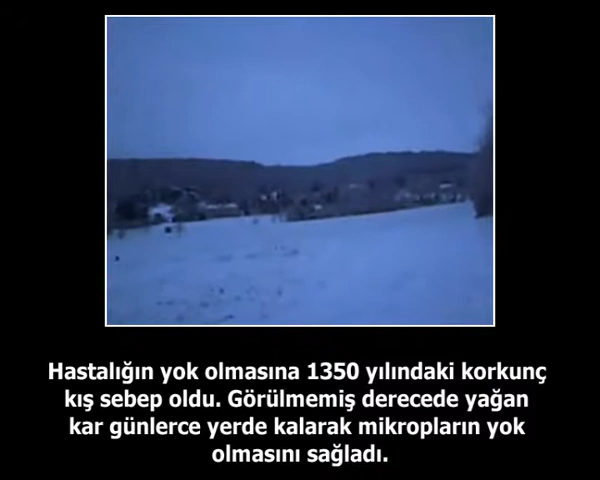 Hastalığın yok olmasına 1350 yılındaki korkunç
kış sebep oldu. Görülmemiş derecede yağan
kar günlerce yerde kalarak mikropların yok
olmasını sağladı.